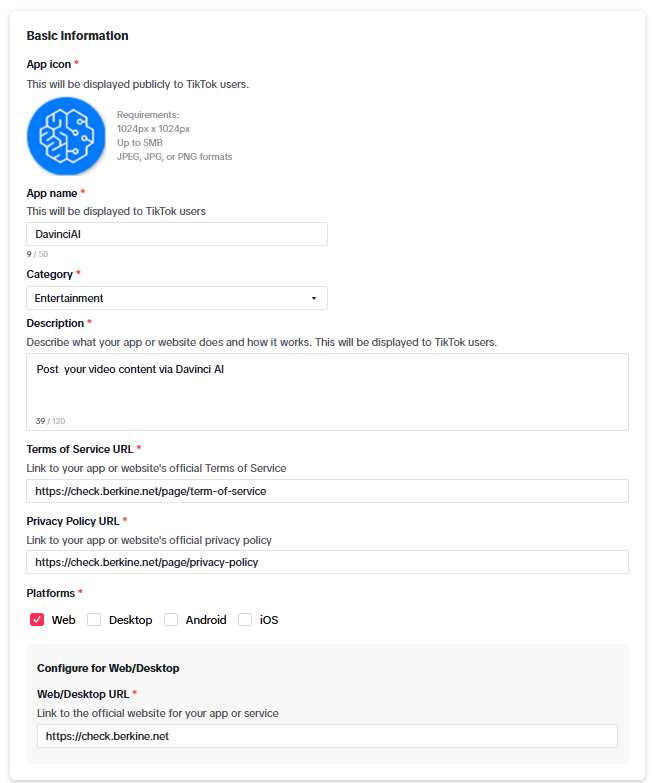 Basic information
App icon *
This will be displayed publicly to TikTok users.
Requirements:
1024px x 1024px
Up to 5MB
JPEG, JPG, or PNG formats
App name *
This will be displayed to TikTok users
DavinciAI
9 / 50
Category *
Entertainment
Description *
Describe what your app or website does and how it works. This will be displayed to TikTok users.
Post  your video content via Davinci AI
39 / 120
Terms of Service URL *
Link to your app or website's official Terms of Service
https://check.berkine.net/page/term-of-service
Privacy Policy URL *
Link to your app or website's official privacy policy
https://check.berkine.net/page/privacy-policy
Platforms *
Web Desktop Android iOS
Configure for Web/Desktop
Web/Desktop URL *
Link to the official website for your app or service
https://check.berkine.net